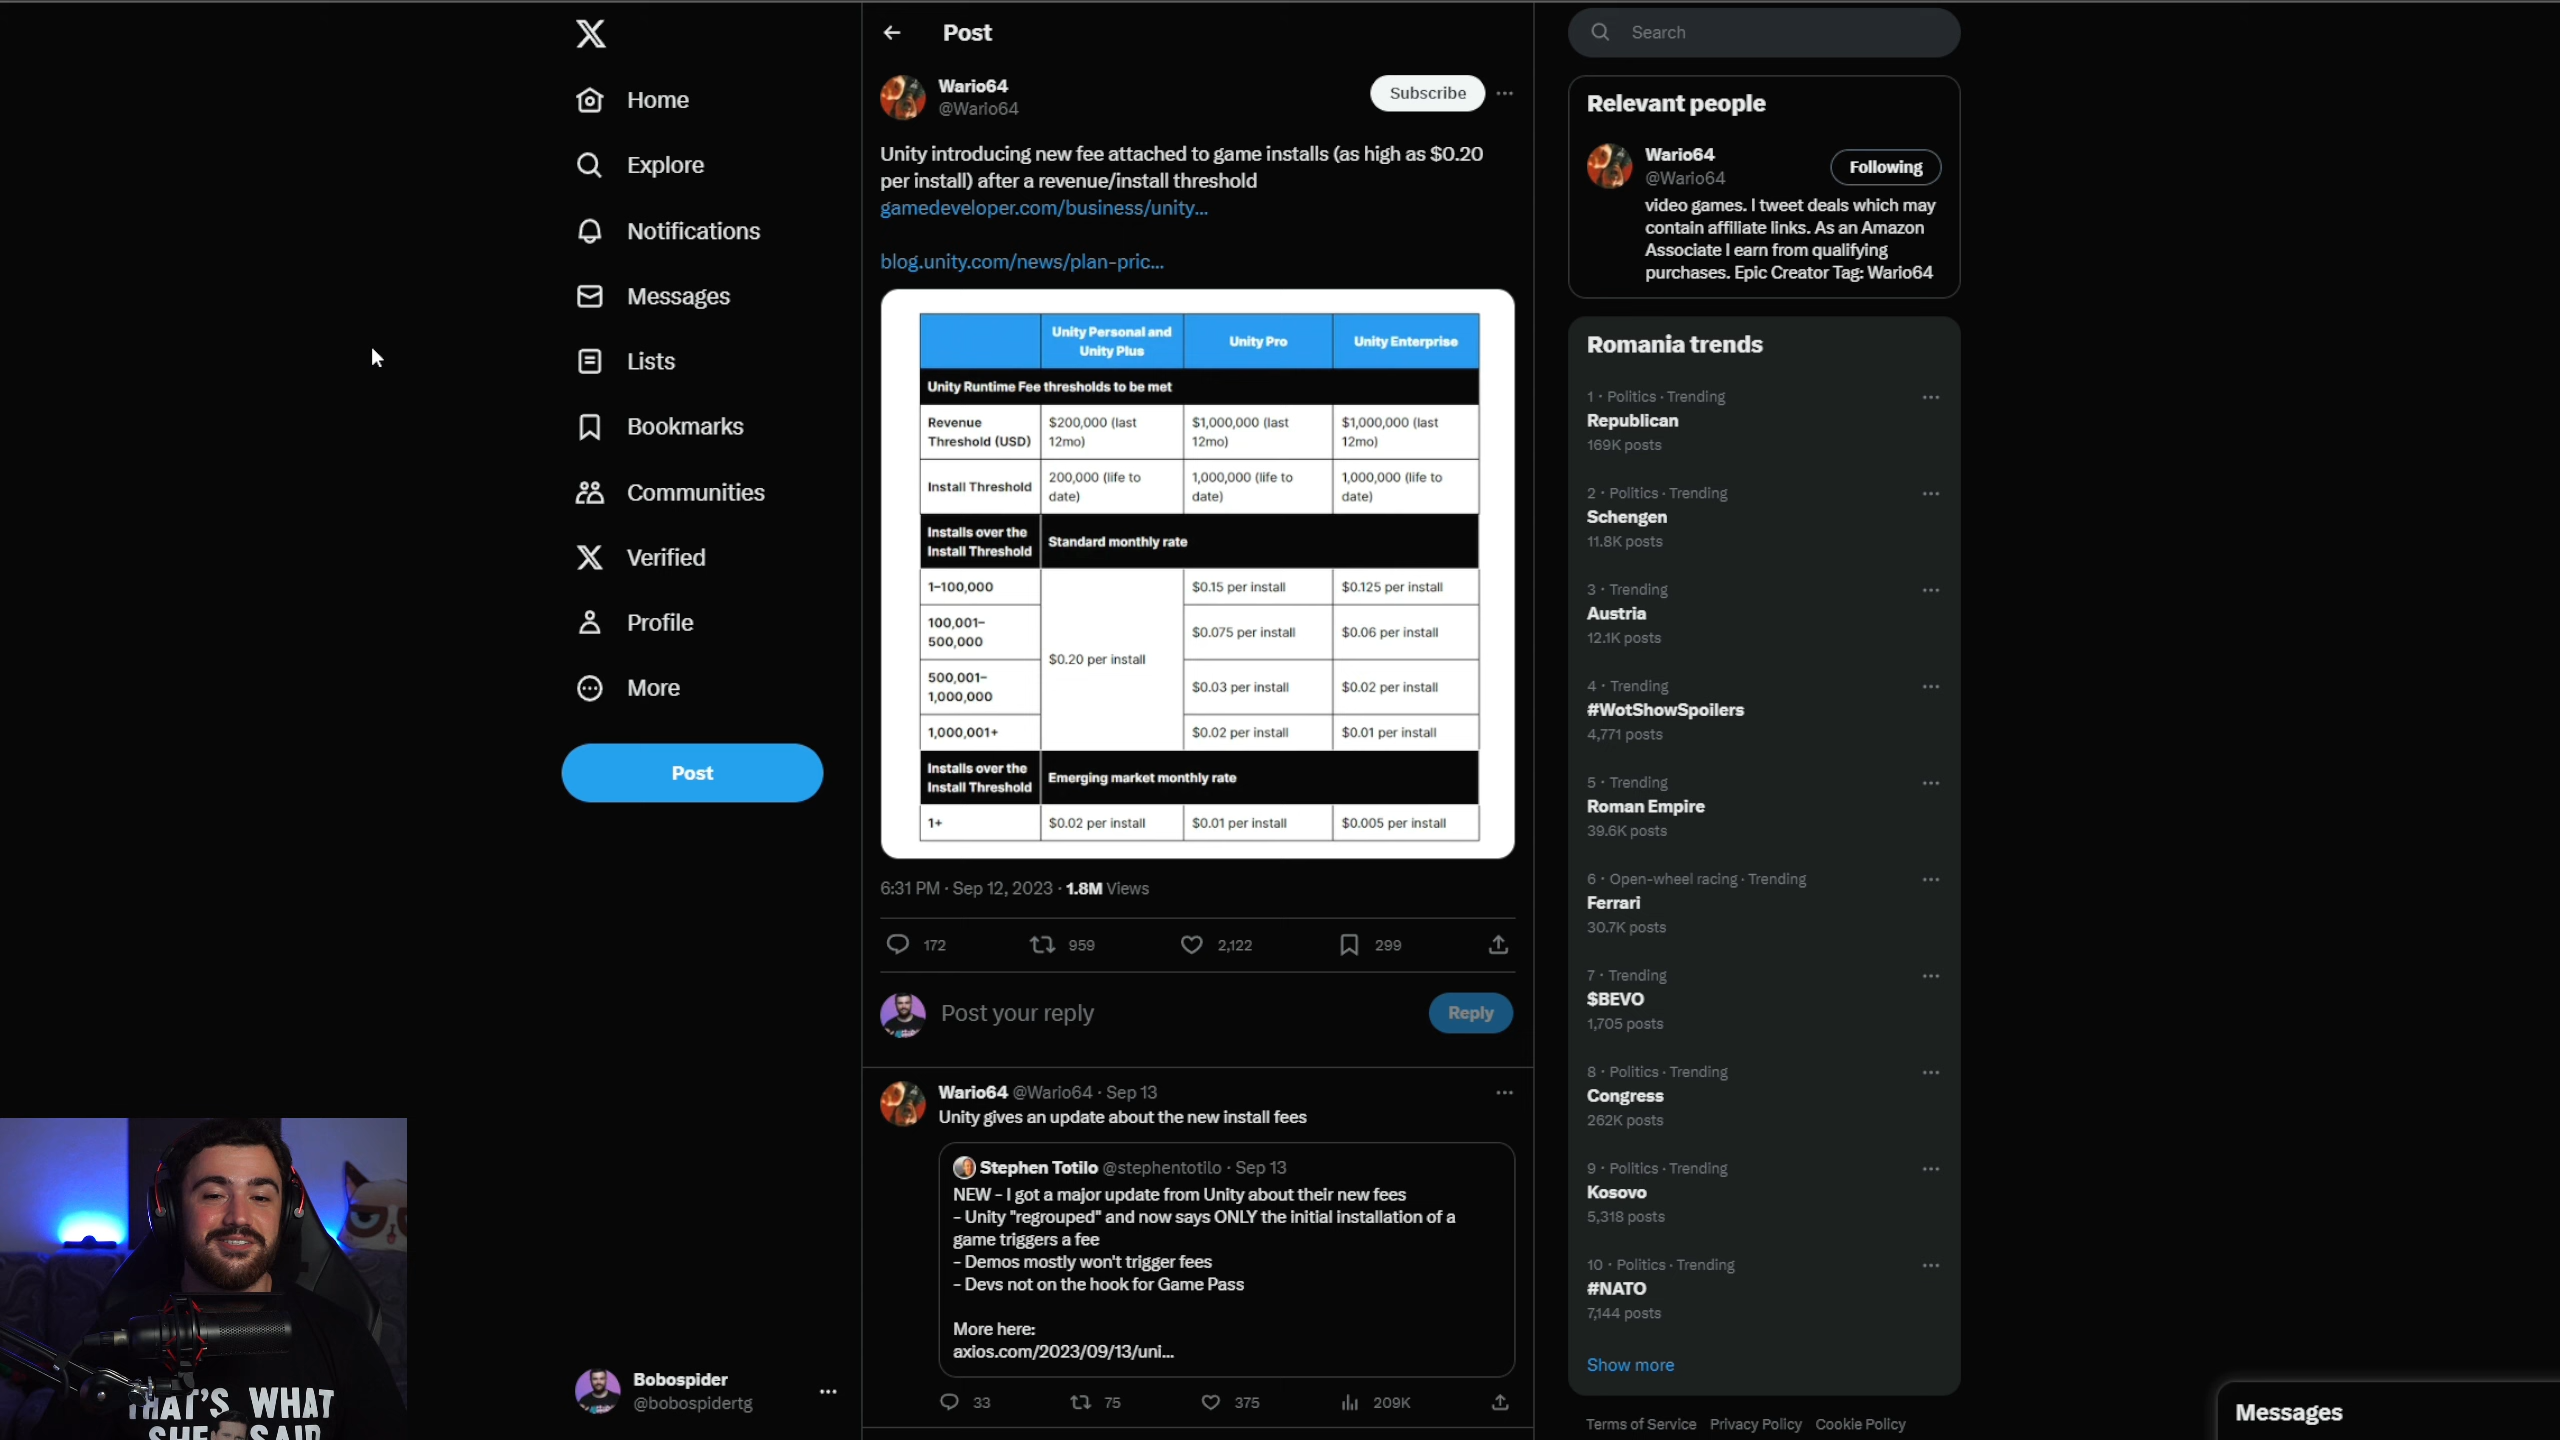 Home
Explore
Notifications
Messages
Lists
Bookmarks
Communities
Verified
Profile
More
Post
Bobospider
@bobospidertg
THAT'S WHAT
SHE SAID
Post
Wario64
@Wario64
Subscribe
Unity introducing new fee attached to game installs (as high as $0.20
per install) after a revenue/install threshold
gamedeveloper.com/business/unity...
blog.unity.com/news/plan-pric...
Unity Personal and
Unity Plus
Unity Pro
Unity Enterprise
Unity Runtime Fee thresholds to be met
Revenue
Threshold (USD)
$200,000 (last
12mo)
$1,000,000 (last
12mo)
$1,000,000 (last
12mo)
Install Threshold
200,000 (life to
date)
1,000,000 (life to
date)
1,000,000 (life to
date)
Installs over the
Install Threshold
Standard monthly rate
1–100,000
$0.15 per install
$0.125 per install
100,001–
500,000
$0.075 per install
$0.06 per install
$0.20 per install
500,001–
1,000,000
$0.03 per install
$0.02 per install
1,000,001+
$0.02 per install
$0.01 per install
Installs over the
Install Threshold
Emerging market monthly rate
1+
$0.02 per install
$0.01 per install
$0.005 per install
6:31 PM · Sep 12, 2023 · 1.8M Views
172
959
2,122
299
Post your reply
Reply
Wario64 @Wario64 · Sep 13
Unity gives an update about the new install fees
Stephen Totilo @stephentotilo · Sep 13
NEW - I got a major update from Unity about their new fees
- Unity "regrouped" and now says ONLY the initial installation of a
game triggers a fee
- Demos mostly won't trigger fees
- Devs not on the hook for Game Pass
More here:
axios.com/2023/09/13/uni...
33
75
375
209K
Search
Relevant people
Wario64
@Wario64
Following
video games. I tweet deals which may
contain affiliate links. As an Amazon
Associate I earn from qualifying
purchases. Epic Creator Tag: Wario64
Romania trends
1 · Politics · Trending
Republican
169K posts
2 · Politics · Trending
Schengen
11.8K posts
3 · Trending
Austria
12.1K posts
4 · Trending
#WotShowSpoilers
4,771 posts
5 · Trending
Roman Empire
39.6K posts
6 · Open-wheel racing · Trending
Ferrari
30.7K posts
7 · Trending
$BEVO
1,705 posts
8 · Politics · Trending
Congress
262K posts
9 · Politics · Trending
Kosovo
5,318 posts
10 · Politics · Trending
#NATO
7,144 posts
Show more
Terms of Service Privacy Policy Cookie Policy
Messages